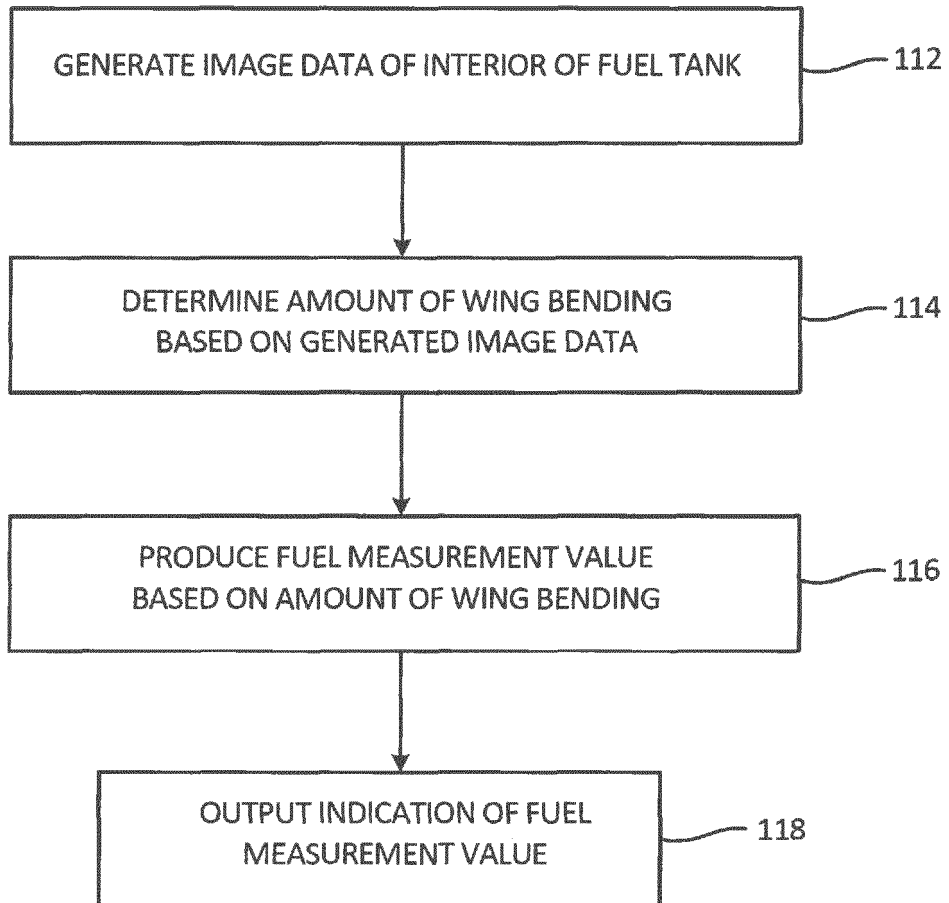 GENERATE IMAGE DATA OF INTERIOR OF FUEL TANK
112
DETERMINE AMOUNT OF WING BENDING
BASED ON GENERATED IMAGE DATA
114
PRODUCE FUEL MEASUREMENT VALUE
BASED ON AMOUNT OF WING BENDING
116
OUTPUT INDICATION OF FUEL
MEASUREMENT VALUE
118